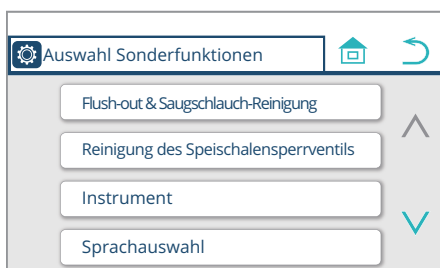 Auswahl Sonderfunktionen
Flush-out & Saugschlauch-Reinigung
Reinigung des Speischalensperrventils
Instrument
Sprachauswahl